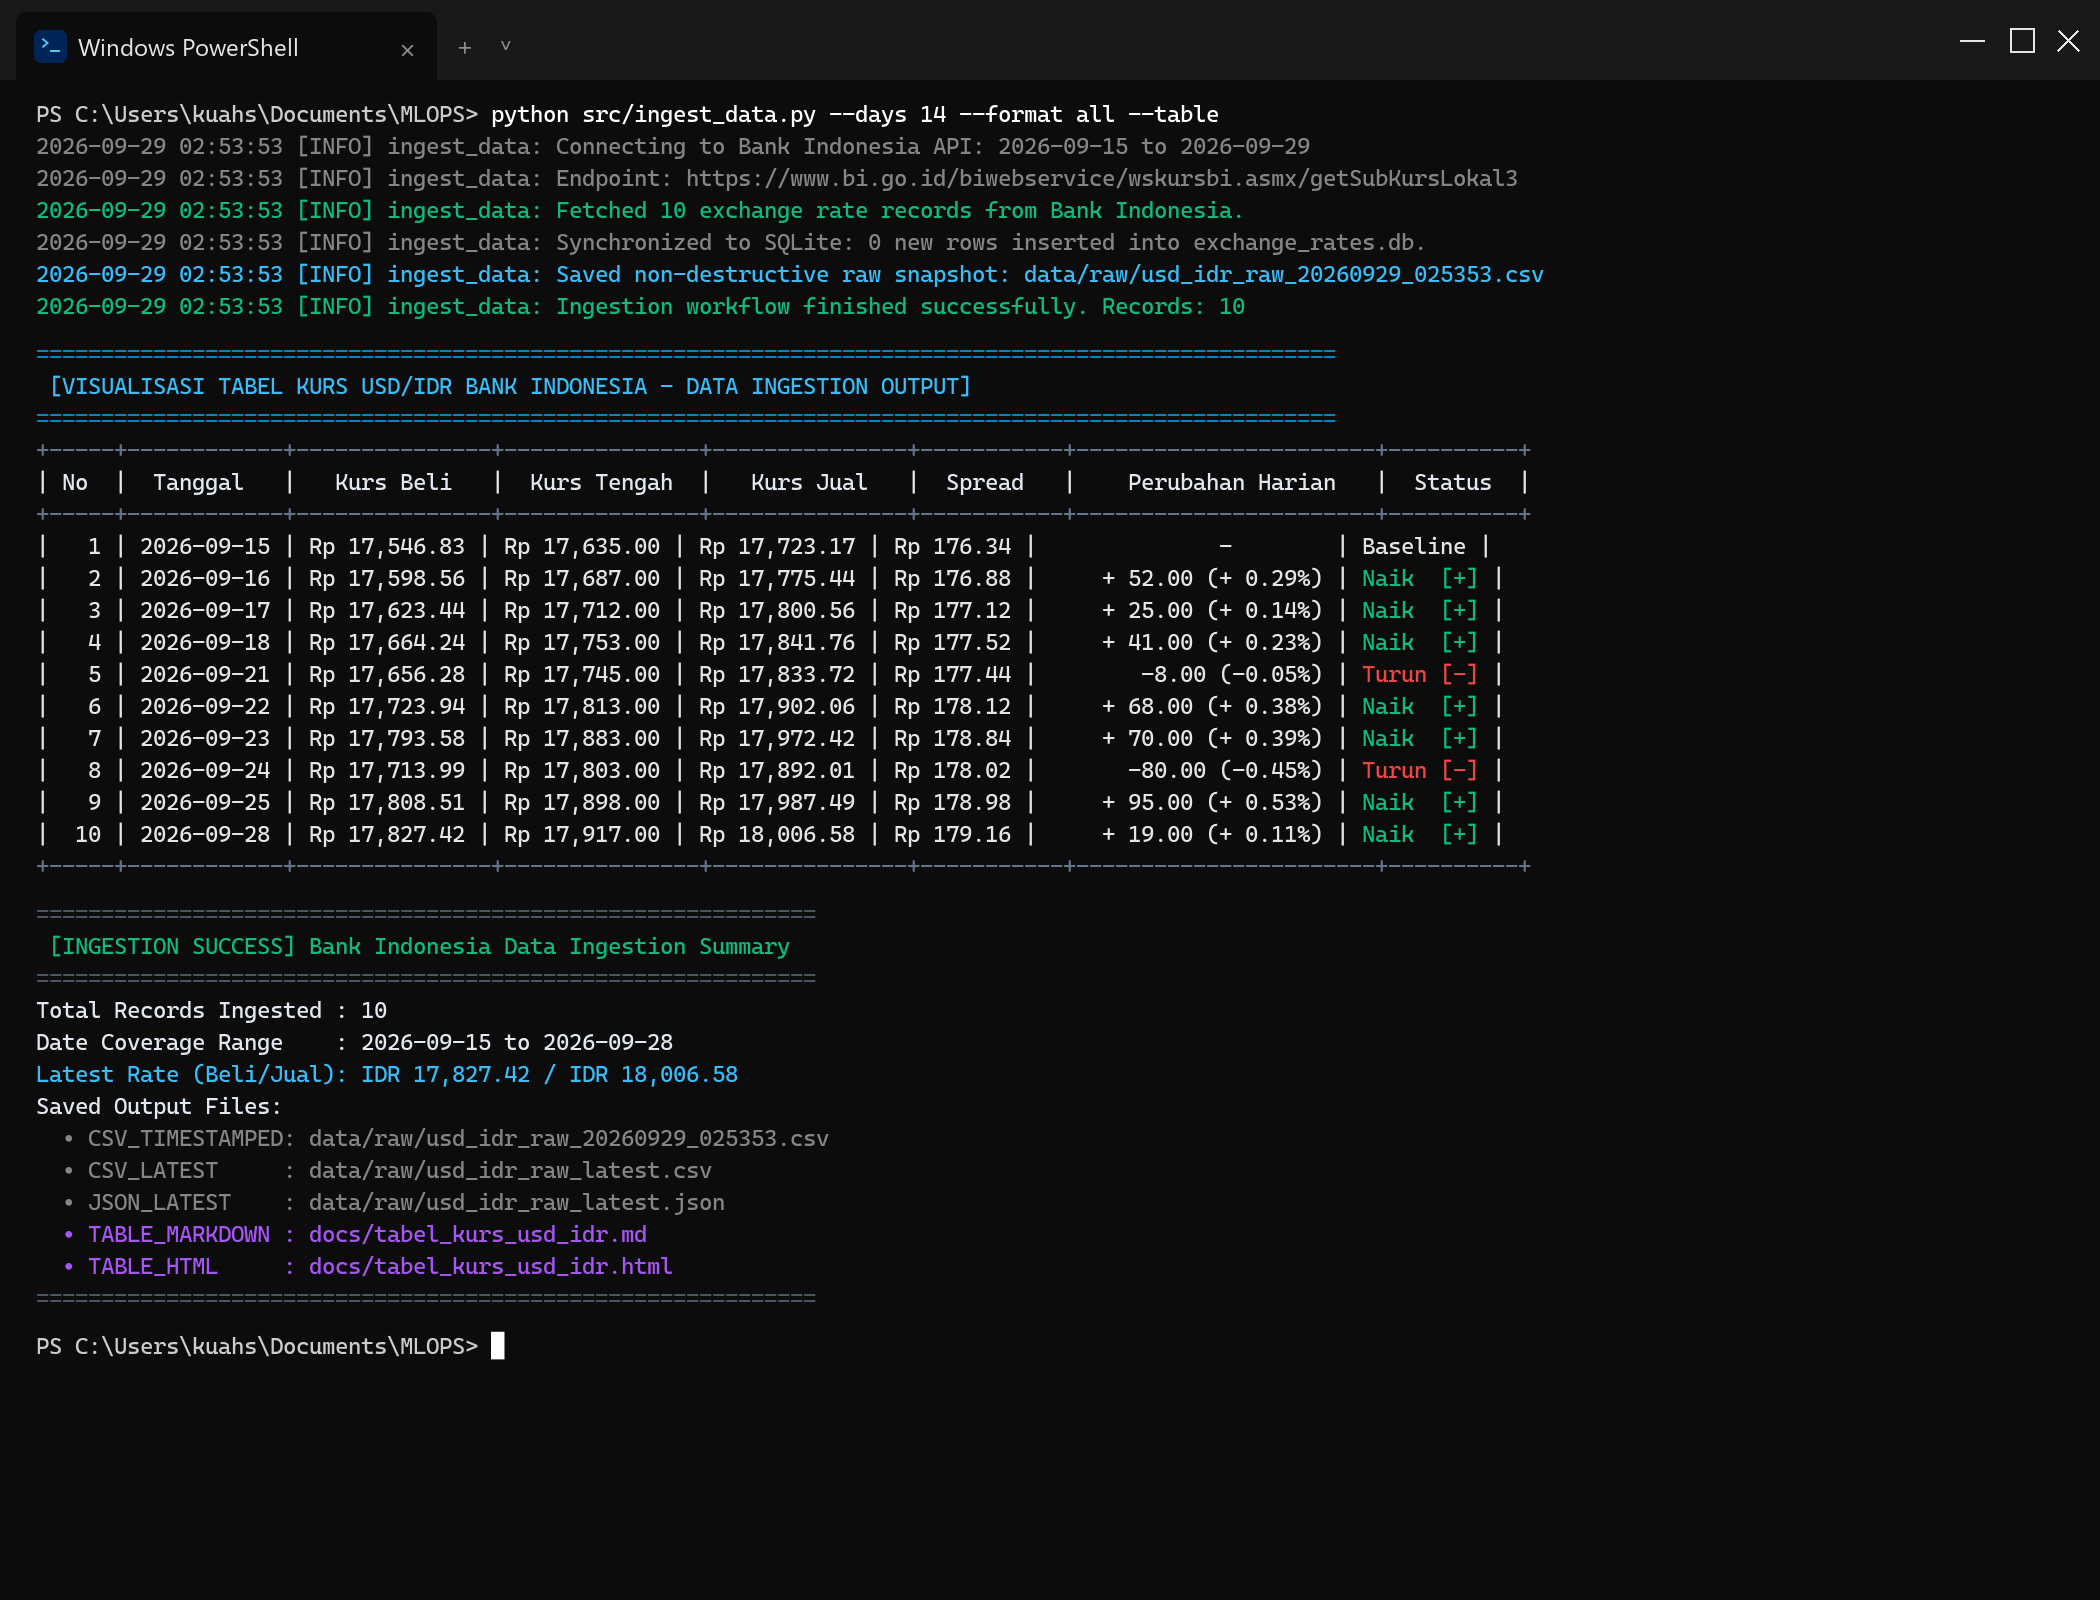 Windows PowerShell
PS C:\Users\kuahs\Documents\MLOPS> python src/ingest_data.py --days 14 --format all --table
2026-09-29 02:53:53 [INFO] ingest_data: Connecting to Bank Indonesia API: 2026-09-15 to 2026-09-29
2026-09-29 02:53:53 [INFO] ingest_data: Endpoint: https://www.bi.go.id/biwebservice/wskursbi.asmx/getSubKursLokal3
2026-09-29 02:53:53 [INFO] ingest_data: Fetched 10 exchange rate records from Bank Indonesia.
2026-09-29 02:53:53 [INFO] ingest_data: Synchronized to SQLite: 0 new rows inserted into exchange_rates.db.
2026-09-29 02:53:53 [INFO] ingest_data: Saved non-destructive raw snapshot: data/raw/usd_idr_raw_20260929_025353.csv
2026-09-29 02:53:53 [INFO] ingest_data: Ingestion workflow finished successfully. Records: 10
====================================================================================================
[VISUALISASI TABEL KURS USD/IDR BANK INDONESIA - DATA INGESTION OUTPUT]
====================================================================================================
+-----+------------+---------------+---------------+---------------+-----------+-----------------------+----------+
| No  |  Tanggal   |   Kurs Beli   |  Kurs Tengah  |   Kurs Jual   |  Spread   |    Perubahan Harian   |  Status  |
+-----+------------+---------------+---------------+---------------+-----------+-----------------------+----------+
|   1 | 2026-09-15 | Rp 17,546.83 | Rp 17,635.00 | Rp 17,723.17 | Rp 176.34 |              -        | Baseline |
|   2 | 2026-09-16 | Rp 17,598.56 | Rp 17,687.00 | Rp 17,775.44 | Rp 176.88 |     + 52.00 (+ 0.29%) | Naik  [+] |
|   3 | 2026-09-17 | Rp 17,623.44 | Rp 17,712.00 | Rp 17,800.56 | Rp 177.12 |     + 25.00 (+ 0.14%) | Naik  [+] |
|   4 | 2026-09-18 | Rp 17,664.24 | Rp 17,753.00 | Rp 17,841.76 | Rp 177.52 |     + 41.00 (+ 0.23%) | Naik  [+] |
|   5 | 2026-09-21 | Rp 17,656.28 | Rp 17,745.00 | Rp 17,833.72 | Rp 177.44 |        -8.00 (-0.05%) | Turun [-] |
|   6 | 2026-09-22 | Rp 17,723.94 | Rp 17,813.00 | Rp 17,902.06 | Rp 178.12 |     + 68.00 (+ 0.38%) | Naik  [+] |
|   7 | 2026-09-23 | Rp 17,793.58 | Rp 17,883.00 | Rp 17,972.42 | Rp 178.84 |     + 70.00 (+ 0.39%) | Naik  [+] |
|   8 | 2026-09-24 | Rp 17,713.99 | Rp 17,803.00 | Rp 17,892.01 | Rp 178.02 |       -80.00 (-0.45%) | Turun [-] |
|   9 | 2026-09-25 | Rp 17,808.51 | Rp 17,898.00 | Rp 17,987.49 | Rp 178.98 |     + 95.00 (+ 0.53%) | Naik  [+] |
|  10 | 2026-09-28 | Rp 17,827.42 | Rp 17,917.00 | Rp 18,006.58 | Rp 179.16 |     + 19.00 (+ 0.11%) | Naik  [+] |
+-----+------------+---------------+---------------+---------------+-----------+-----------------------+----------+
============================================================
[INGESTION SUCCESS] Bank Indonesia Data Ingestion Summary
============================================================
Total Records Ingested : 10
Date Coverage Range    : 2026-09-15 to 2026-09-28
Latest Rate (Beli/Jual): IDR 17,827.42 / IDR 18,006.58
Saved Output Files:
• CSV_TIMESTAMPED: data/raw/usd_idr_raw_20260929_025353.csv
• CSV_LATEST     : data/raw/usd_idr_raw_latest.csv
• JSON_LATEST    : data/raw/usd_idr_raw_latest.json
• TABLE_MARKDOWN : docs/tabel_kurs_usd_idr.md
• TABLE_HTML     : docs/tabel_kurs_usd_idr.html
============================================================
PS C:\Users\kuahs\Documents\MLOPS>